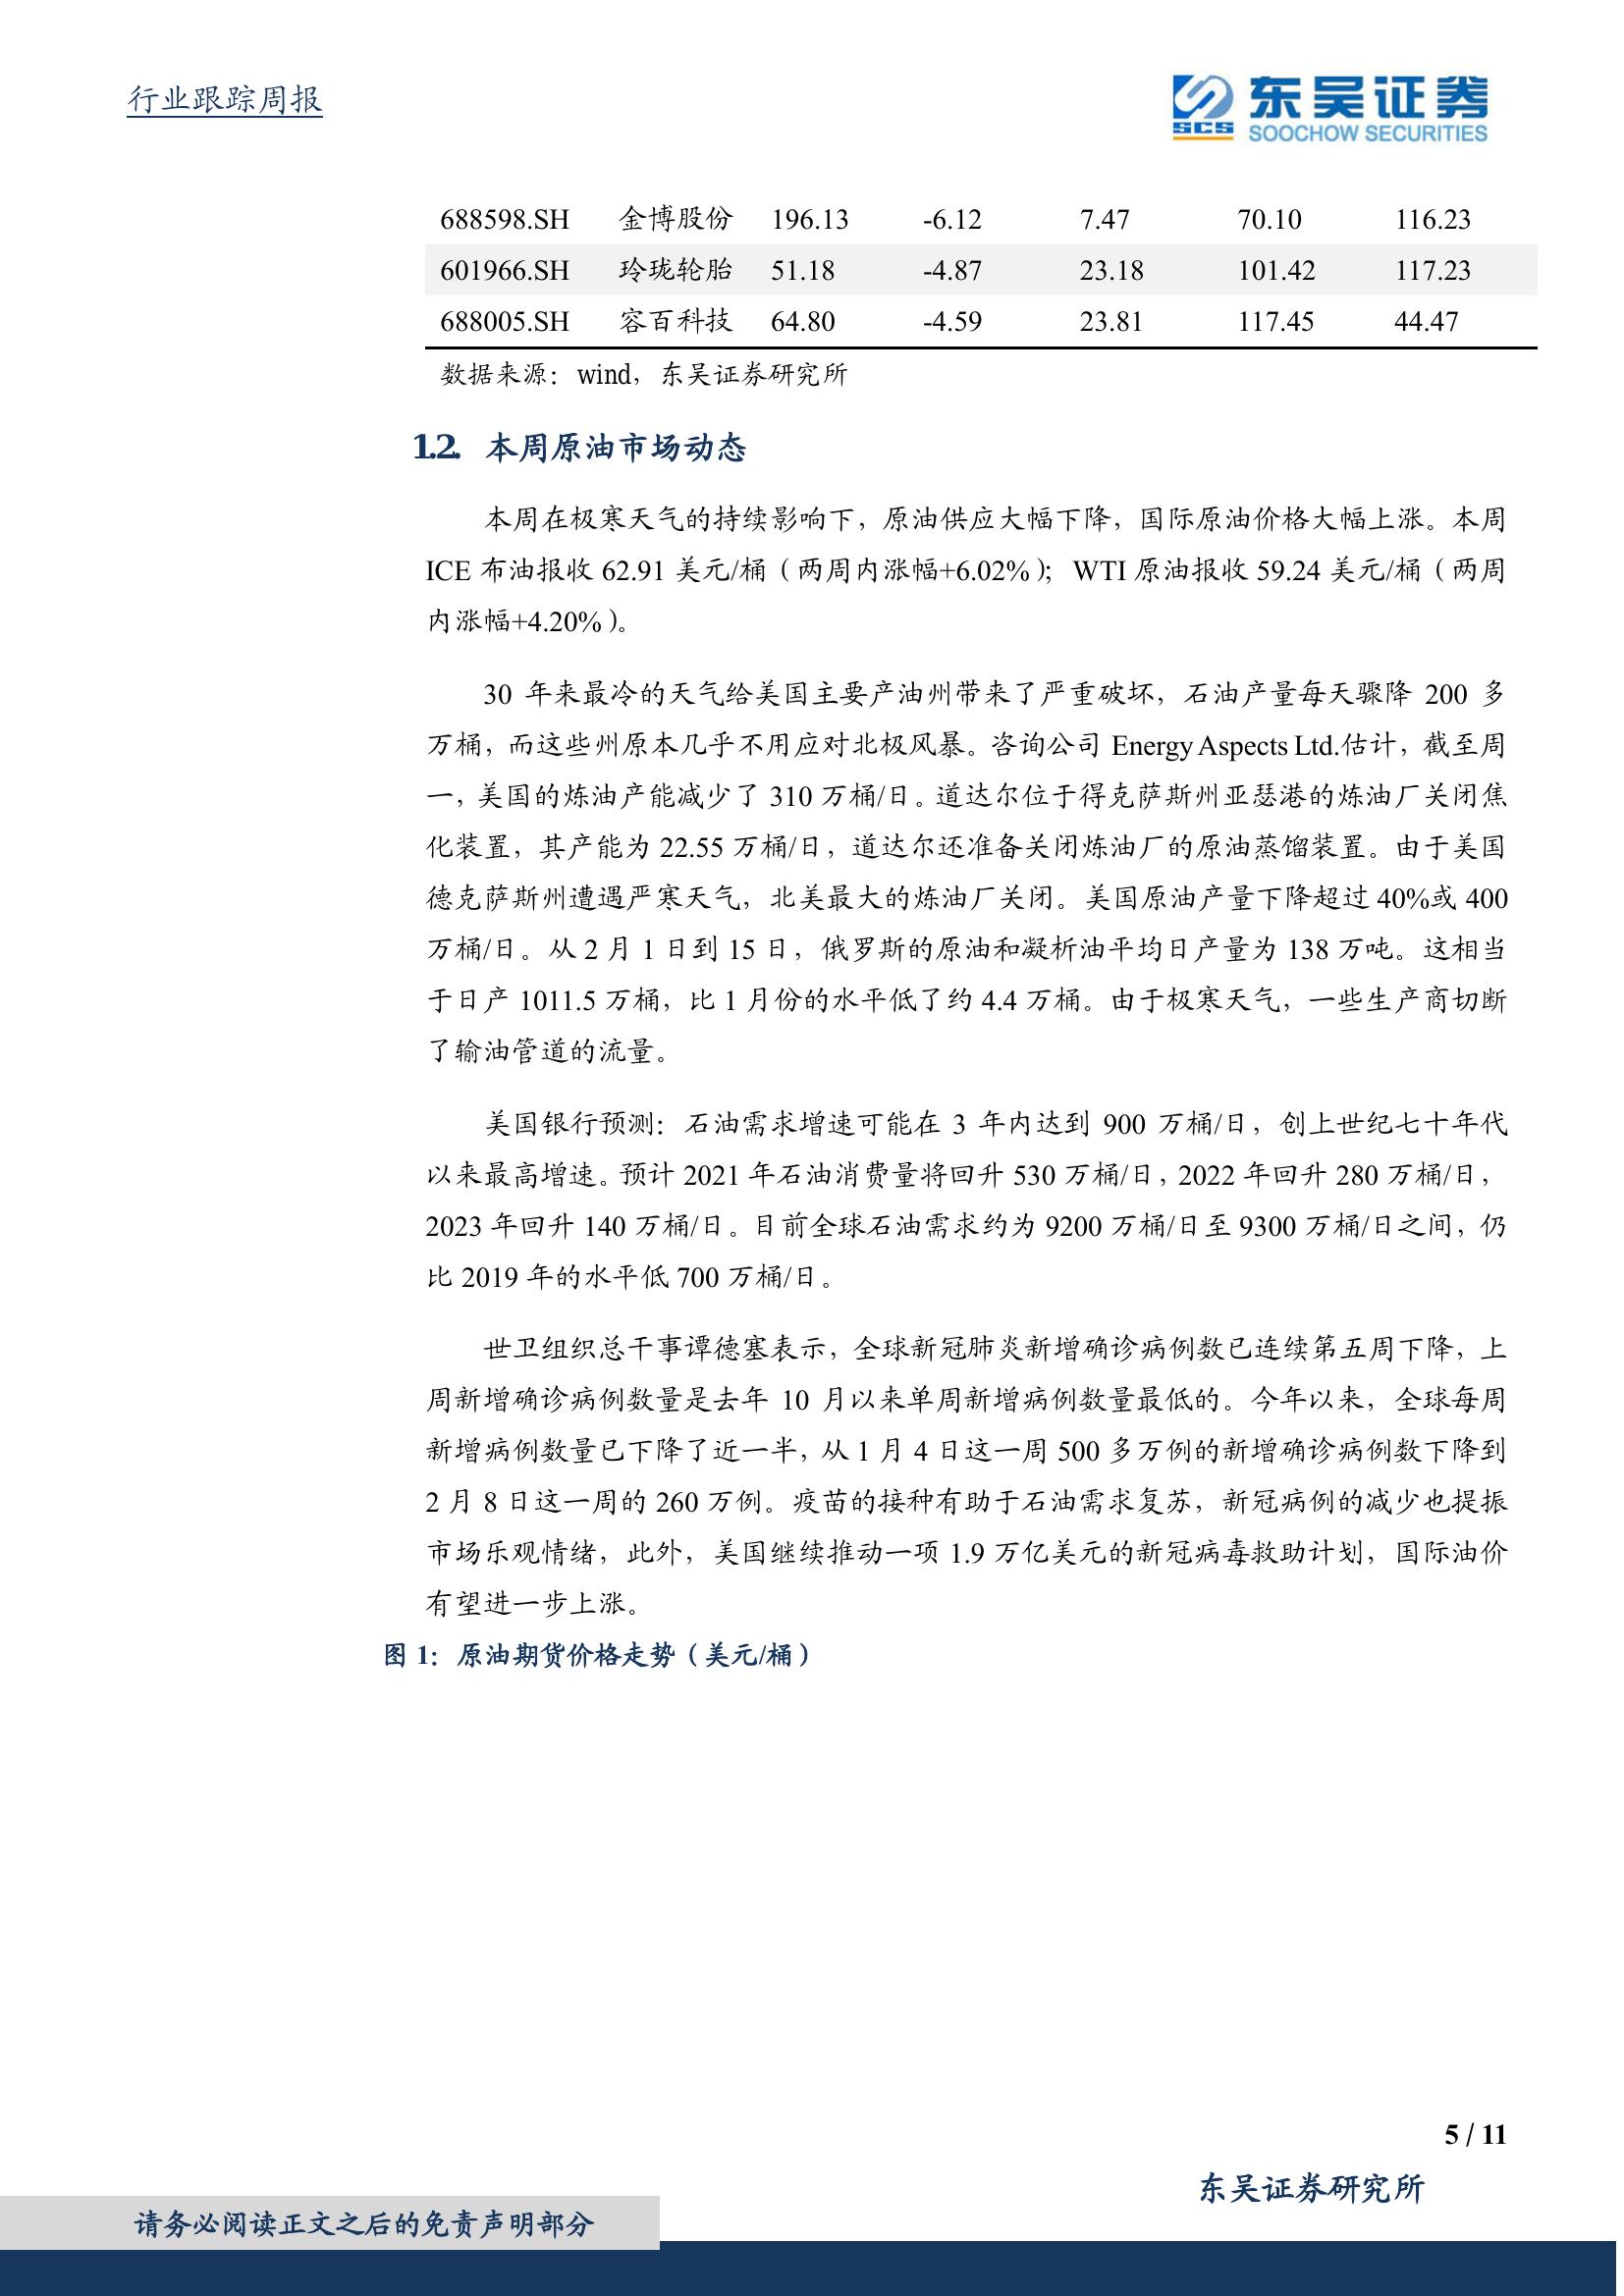 行业跟踪周报
SCS 东吴证券
SOOCHOW SECURITIES
688598.SH 金博股份 196.13 -6.12 7.47 70.10 116.23
601966.SH 玲珑轮胎 51.18 -4.87 23.18 101.42 117.23
688005.SH 容百科技 64.80 -4.59 23.81 117.45 44.47
数据来源：wind，东吴证券研究所
1.2. 本周原油市场动态
本周在极寒天气的持续影响下，原油供应大幅下降，国际原油价格大幅上涨。本周
ICE 布油报收 62.91 美元/桶（两周内涨幅+6.02%）；WTI 原油报收 59.24 美元/桶（两周
内涨幅+4.20%）。
30 年来最冷的天气给美国主要产油州带来了严重破坏，石油产量每天骤降 200 多
万桶，而这些州原本几乎不用应对北极风暴。咨询公司 Energy Aspects Ltd.估计，截至周
一，美国的炼油产能减少了 310 万桶/日。道达尔位于得克萨斯州亚瑟港的炼油厂关闭焦
化装置，其产能为 22.55 万桶/日，道达尔还准备关闭炼油厂的原油蒸馏装置。由于美国
德克萨斯州遭遇严寒天气，北美最大的炼油厂关闭。美国原油产量下降超过 40%或 400
万桶/日。从 2 月 1 日到 15 日，俄罗斯的原油和凝析油平均日产量为 138 万吨。这相当
于日产 1011.5 万桶，比 1 月份的水平低了约 4.4 万桶。由于极寒天气，一些生产商切断
了输油管道的流量。
美国银行预测：石油需求增速可能在 3 年内达到 900 万桶/日，创上世纪七十年代
以来最高增速。预计 2021 年石油消费量将回升 530 万桶/日，2022 年回升 280 万桶/日，
2023 年回升 140 万桶/日。目前全球石油需求约为 9200 万桶/日至 9300 万桶/日之间，仍
比 2019 年的水平低 700 万桶/日。
世卫组织总干事谭德塞表示，全球新冠肺炎新增确诊病例数已连续第五周下降，上
周新增确诊病例数量是去年 10 月以来单周新增病例数量最低的。今年以来，全球每周
新增病例数量已下降了近一半，从 1 月 4 日这一周 500 多万例的新增确诊病例数下降到
2 月 8 日这一周的 260 万例。疫苗的接种有助于石油需求复苏，新冠病例的减少也提振
市场乐观情绪，此外，美国继续推动一项 1.9 万亿美元的新冠病毒救助计划，国际油价
有望进一步上涨。
图 1：原油期货价格走势（美元/桶）
5 / 11
东吴证券研究所
请务必阅读正文之后的免责声明部分